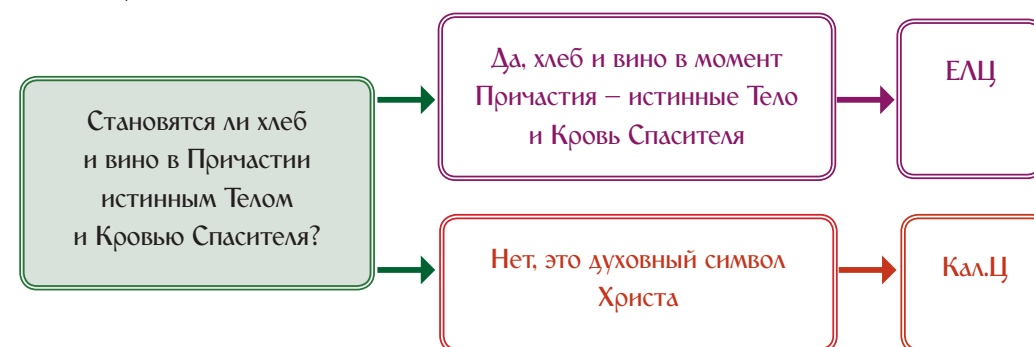 Становятся ли хлеб
и вино в Причастии
истинным Телом
и Кровью Спасителя?
Да, хлеб и вино в момент
Причастия – истинные Тело
и Кровь Спасителя
ЕЛЦ
Нет, это духовный символ
Христа
Кал.Ц